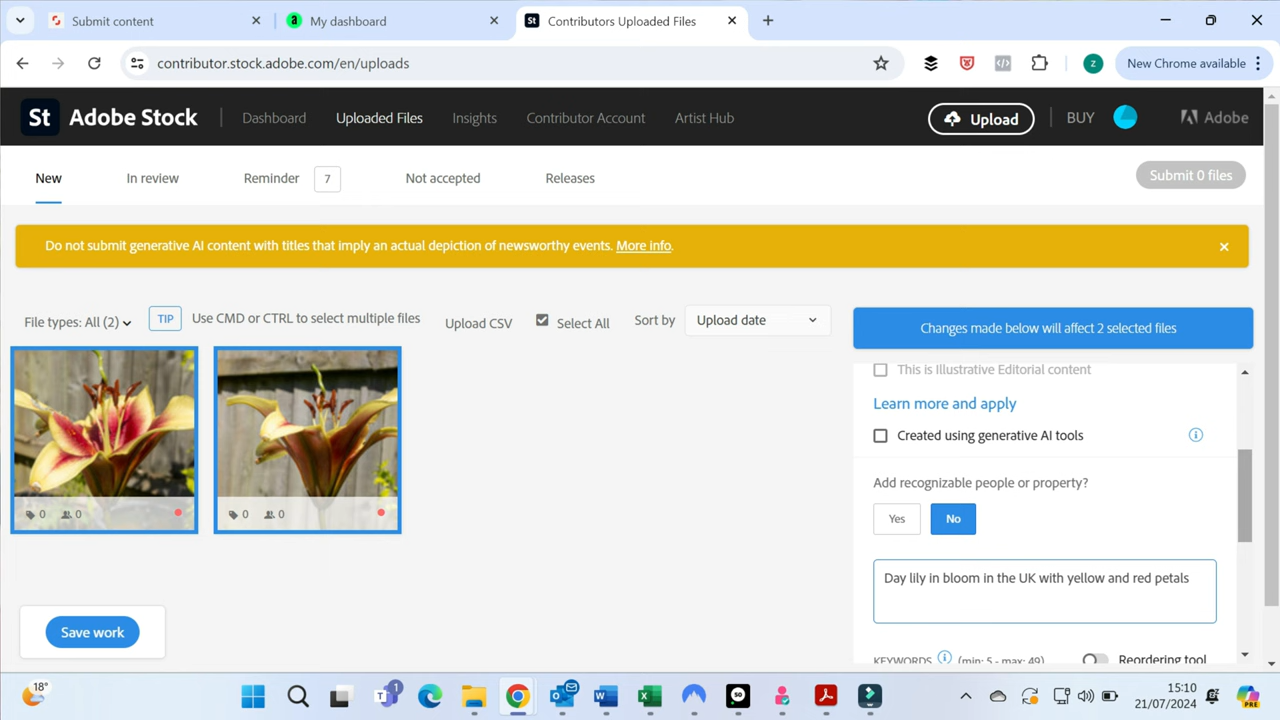 Submit content
My dashboard
St Contributors Uploaded Files
contributor.stock.adobe.com/en/uploads
z
New Chrome available
St Adobe Stock
Dashboard
Uploaded Files
Insights
Contributor Account
Artist Hub
Upload
BUY
Adobe
New
In review
Reminder 7
Not accepted
Releases
Submit 0 files
Do not submit generative AI content with titles that imply an actual depiction of newsworthy events. More info.
File types: All (2)
TIP Use CMD or CTRL to select multiple files
Upload CSV
Select All
Sort by
Upload date
Changes made below will affect 2 selected files
This is Illustrative Editorial content
Learn more and apply
Created using generative AI tools
Add recognizable people or property?
Yes
No
Day lily in bloom in the UK with yellow and red petals
0 0
0 0
Save work
KEYWORDS (min: 5 - max: 49)
Reordering tool
18°
1
15:10
21/07/2024
PRE